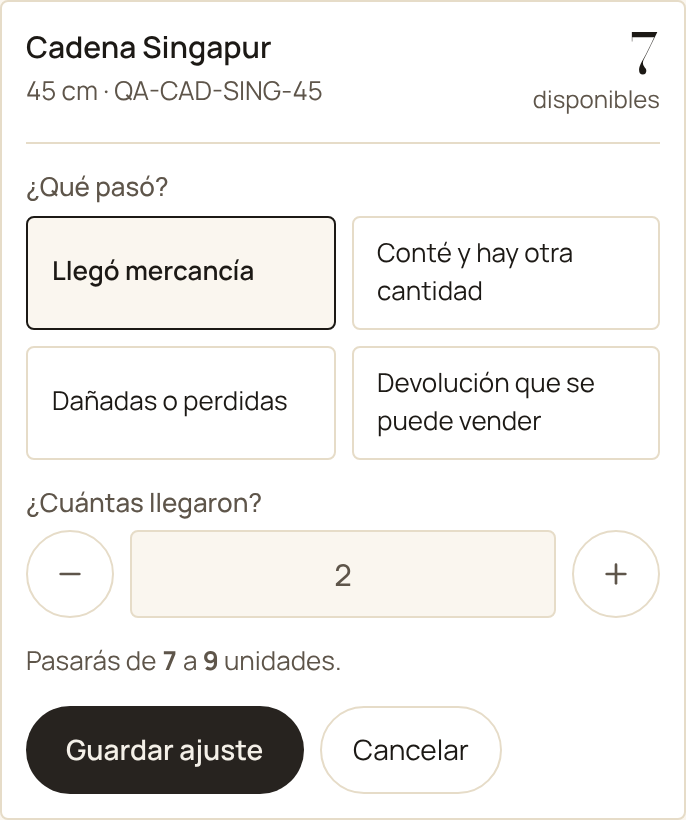 Cadena Singapur
7
45 cm · QA-CAD-SING-45
disponibles
¿Qué pasó?
Llegó mercancía
Conté y hay otra
cantidad
Dañadas o perdidas
Devolución que se
puede vender
¿Cuántas llegaron?
− 2 +
Pasarás de 7 a 9 unidades.
Guardar ajuste
Cancelar